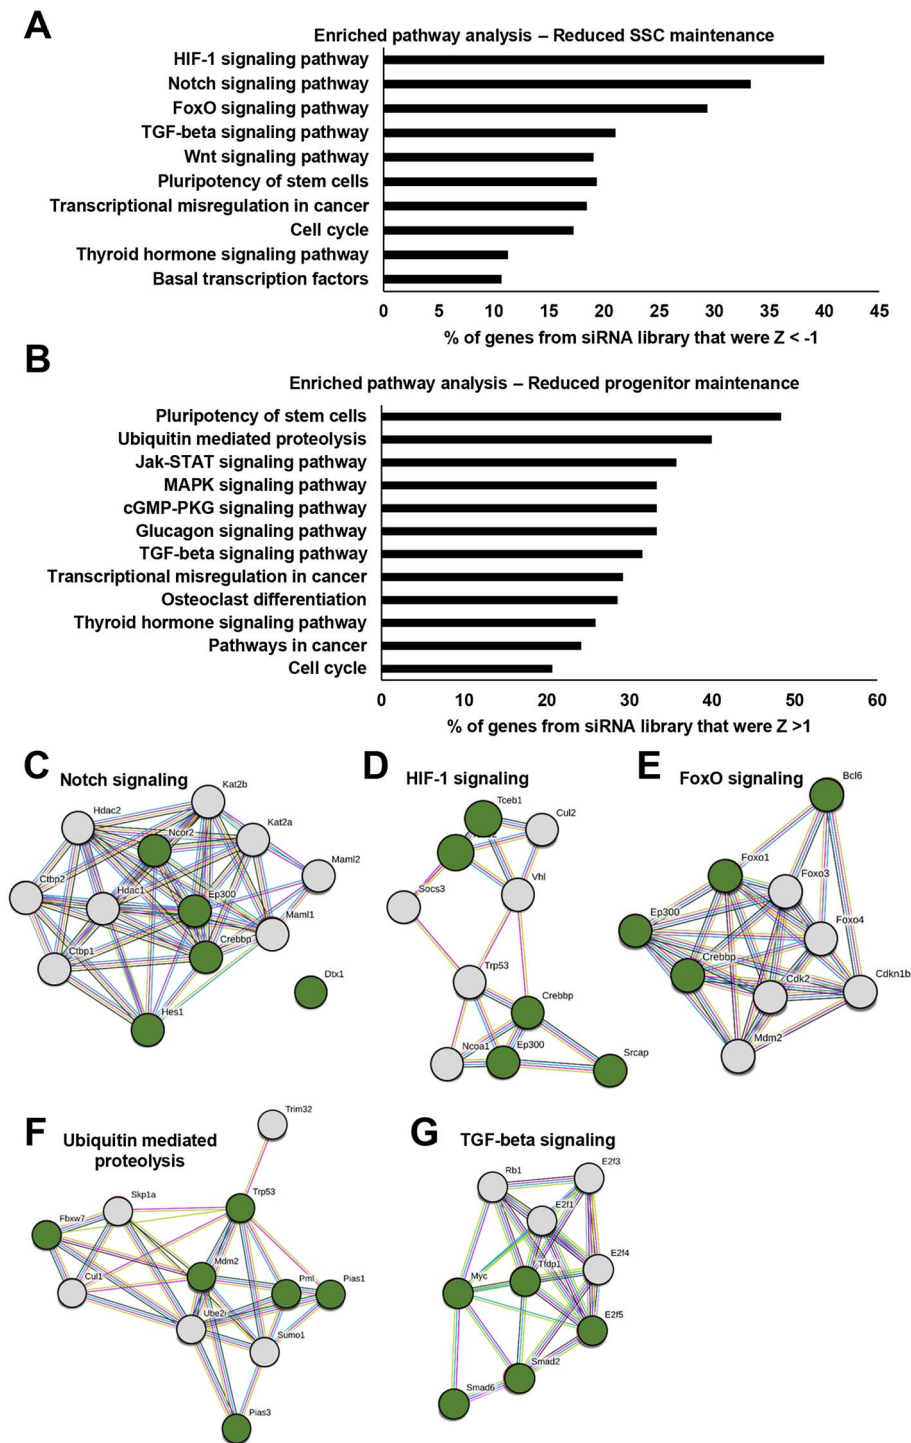 A
Enriched pathway analysis – Reduced SSC maintenance
HIF-1 signaling pathway
Notch signaling pathway
FoxO signaling pathway
TGF-beta signaling pathway
Wnt signaling pathway
Pluripotency of stem cells
Transcriptional misregulation in cancer
Cell cycle
Thyroid hormone signaling pathway
Basal transcription factors
0 5 10 15 20 25 30 35 40 45
% of genes from siRNA library that were Z < -1
B
Enriched pathway analysis – Reduced progenitor maintenance
Pluripotency of stem cells
Ubiquitin mediated proteolysis
Jak-STAT signaling pathway
MAPK signaling pathway
cGMP-PKG signaling pathway
Glucagon signaling pathway
TGF-beta signaling pathway
Transcriptional misregulation in cancer
Osteoclast differentiation
Thyroid hormone signaling pathway
Pathways in cancer
Cell cycle
0 10 20 30 40 50 60
% of genes from siRNA library that were Z >1
C
Notch signaling
Kat2b
Hdac2
Ncor2
Kat2a
Maml2
Ctbp2
Hdac1
Ep300
Maml1
Crebbp
Ctbp1
Dtx1
Hes1
D
HIF-1 signaling
Tceb1
Cul2
Vhl
Socs3
Trp53
Crebbp
Ncoa1
Ep300
Srcap
E
FoxO signaling
Bcl6
Foxo1
Foxo3
Ep300
Foxo4
Crebbp
Cdk2
Cdkn1b
Mdm2
F
Ubiquitin mediated
proteolysis
Trim32
Skp1a
Trp53
Fbxw7
Mdm2
Cul1
Pml
Pias1
Ube2i
Sumo1
Pias3
G
TGF-beta signaling
Rb1
E2f3
E2f1
E2f4
Tfdp1
Myc
E2f5
Smad2
Smad6